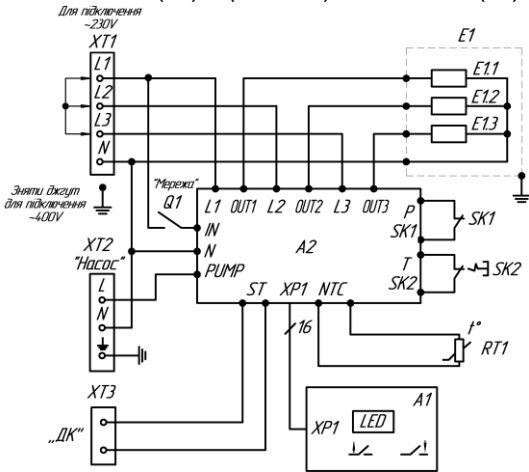 Для підключення
~230V
XT1
L1
L2
L3
N
Зняти джгут
для підключення
~400V
E1
E1.1
E1.2
E1.3
"Мережа"
Q1
L1 OUT1 L2 OUT2 L3 OUT3
IN
N
PUMP
A2
P
SK1
T
SK2
ST XP1 NTC
SK1
SK2
XT2
"Насос"
L
N
16
t°
RT1
XT3
„ДК"
A1
XP1
LED